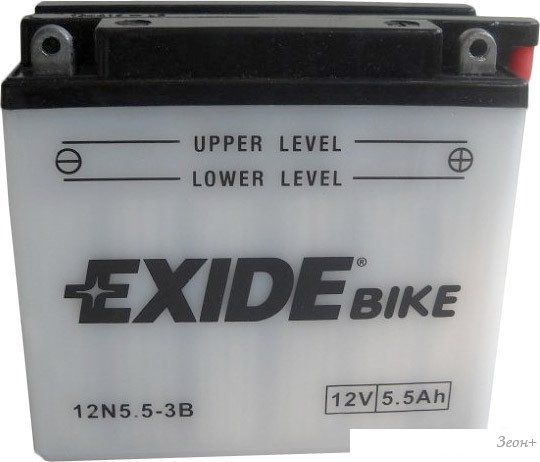 UPPER LEVEL
LOWER LEVEL
EXIDE® BIKE
12N5.5-3B
12V 5.5Ah
Зеон+